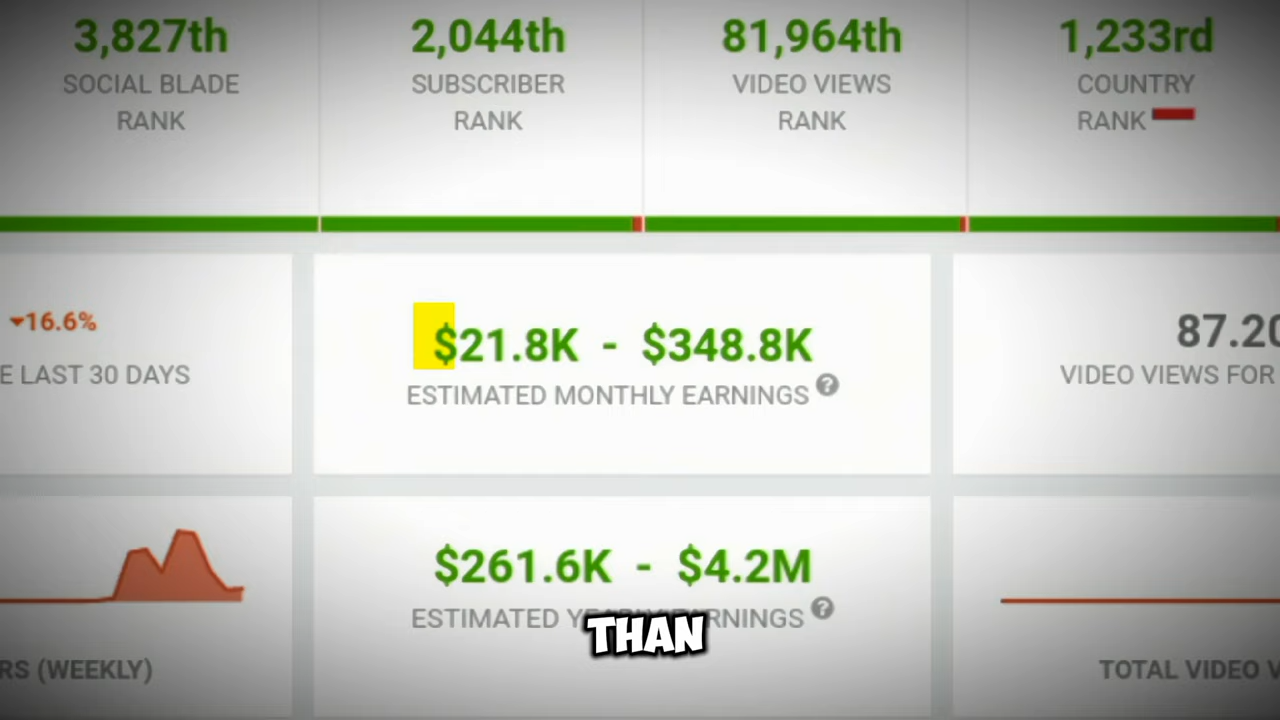 3,827th
SOCIAL BLADE
RANK
2,044th
SUBSCRIBER
RANK
81,964th
VIDEO VIEWS
RANK
1,233rd
COUNTRY
RANK
16.6%
E LAST 30 DAYS
$21.8K - $348.8K
ESTIMATED MONTHLY EARNINGS ?
87.20
VIDEO VIEWS FOR
RS (WEEKLY)
$261.6K - $4.2M
ESTIMATED YEARLY EARNINGS ?
THAN
TOTAL VIDEO V